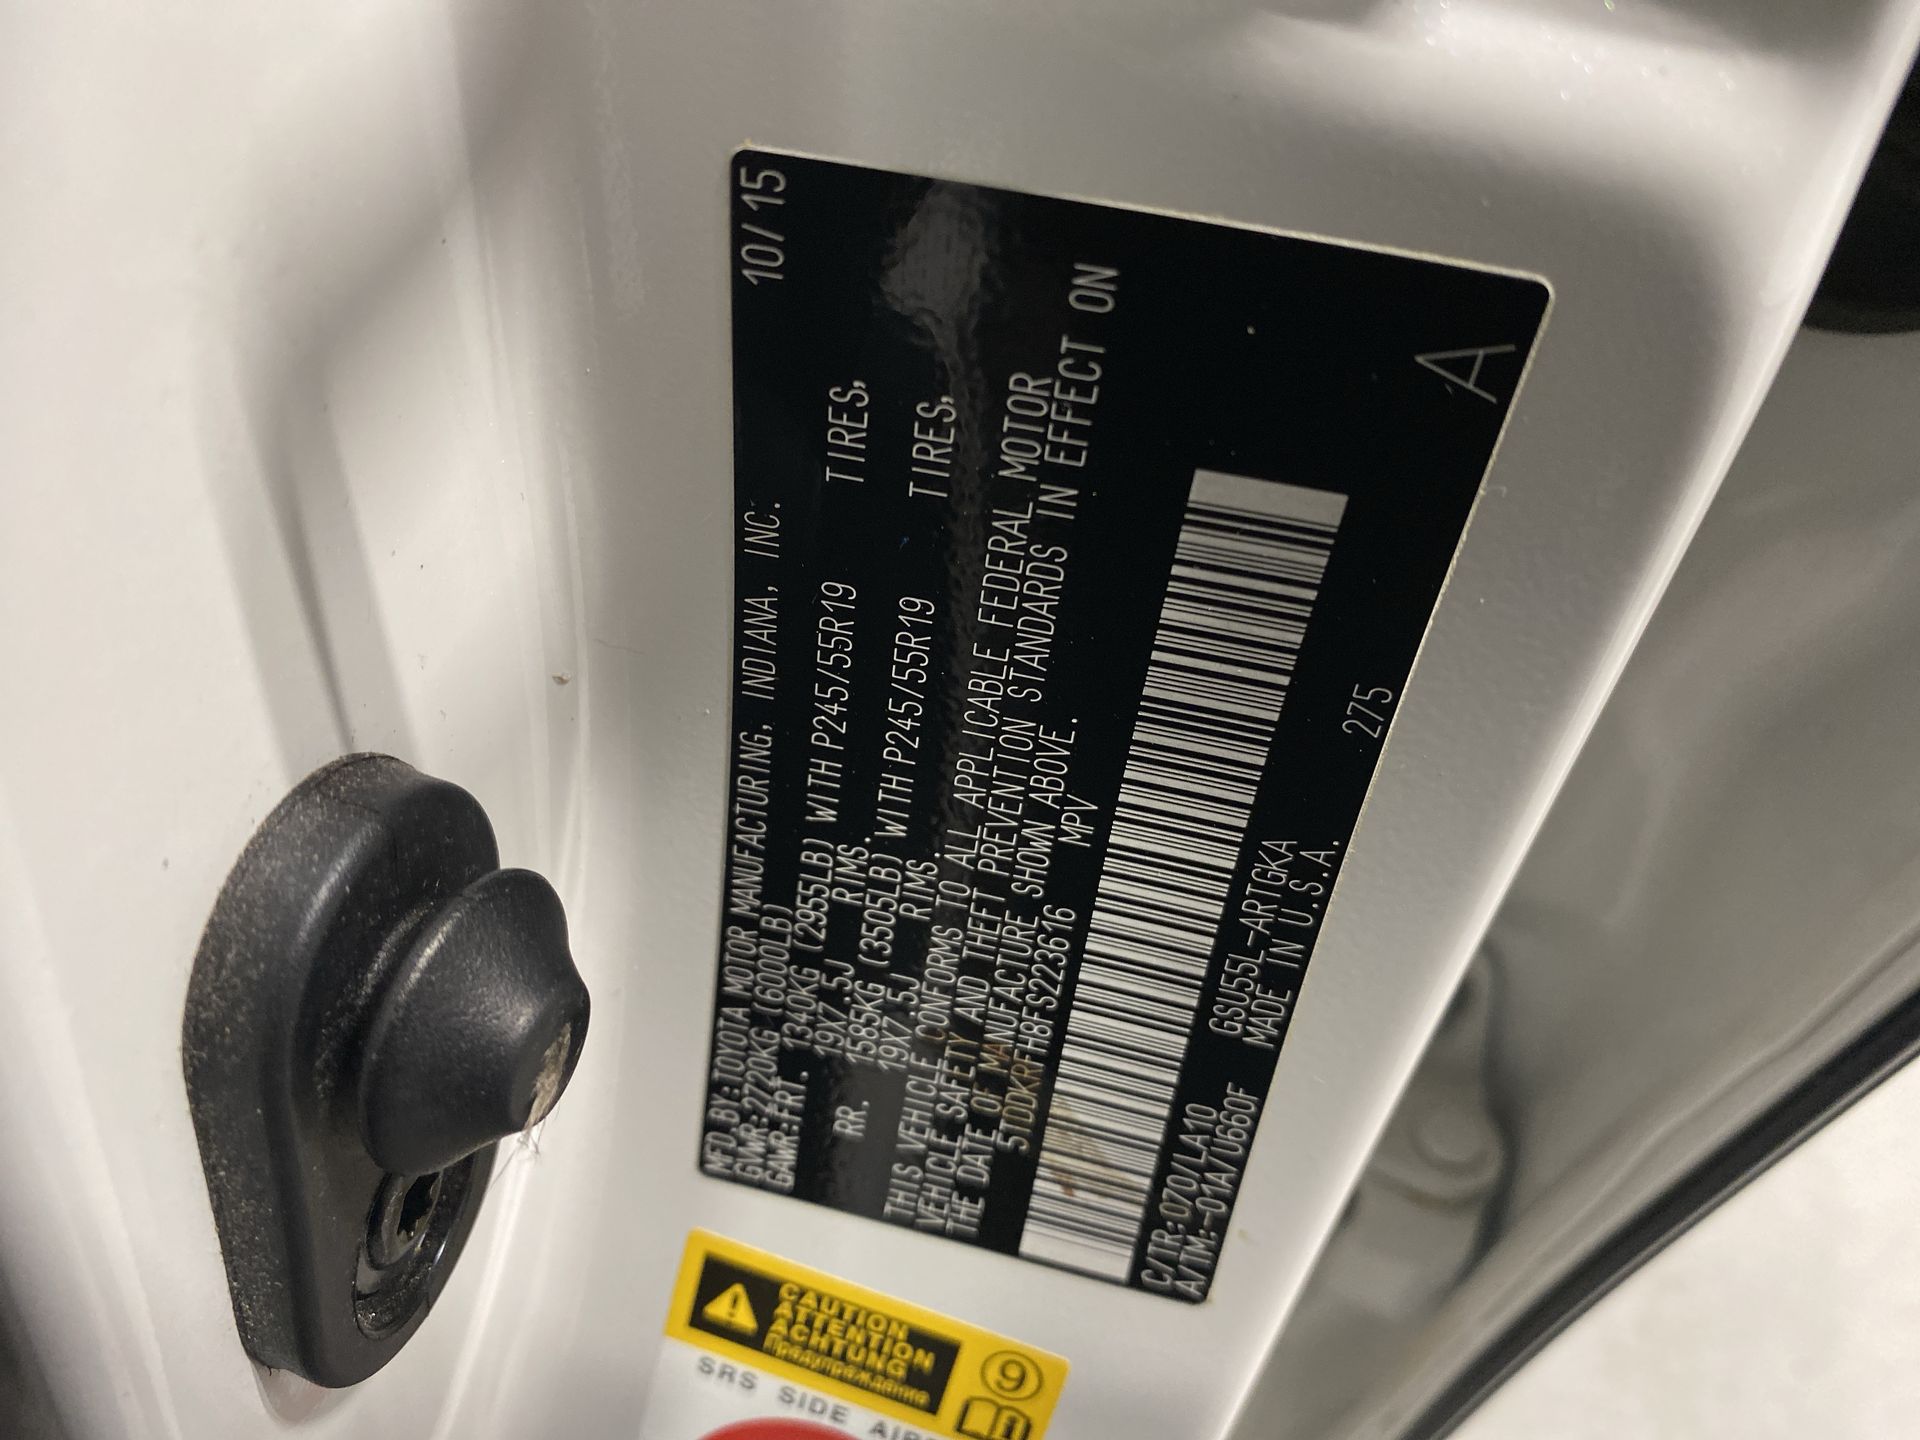 MFD.BY:TOYOTA MOTOR MANUFACTURING, INDIANA, INC. 10/15
GVWR:2720KG (6000LB)
GAWR:FRT. 1340KG (2955LB) WITH P245/55R19 TIRES,
19X7.5J RIMS.
RR. 1585KG (3505LB) WITH P245/55R19 TIRES,
19X7.5J RIMS.
THIS VEHICLE CONFORMS TO ALL APPLICABLE FEDERAL MOTOR
VEHICLE SAFETY AND THEFT PREVENTION STANDARDS IN EFFECT ON
THE DATE OF MANUFACTURE SHOWN ABOVE.
5TDDKRFH8FS223616 MPV
C/TR:070/LA10 GSU55L-ARTGKA 275
A/TM:-01A/U660F MADE IN U.S.A.
A
CAUTION
ATTENTION
ACHTUNG
Предупреждение
9
SRS SIDE